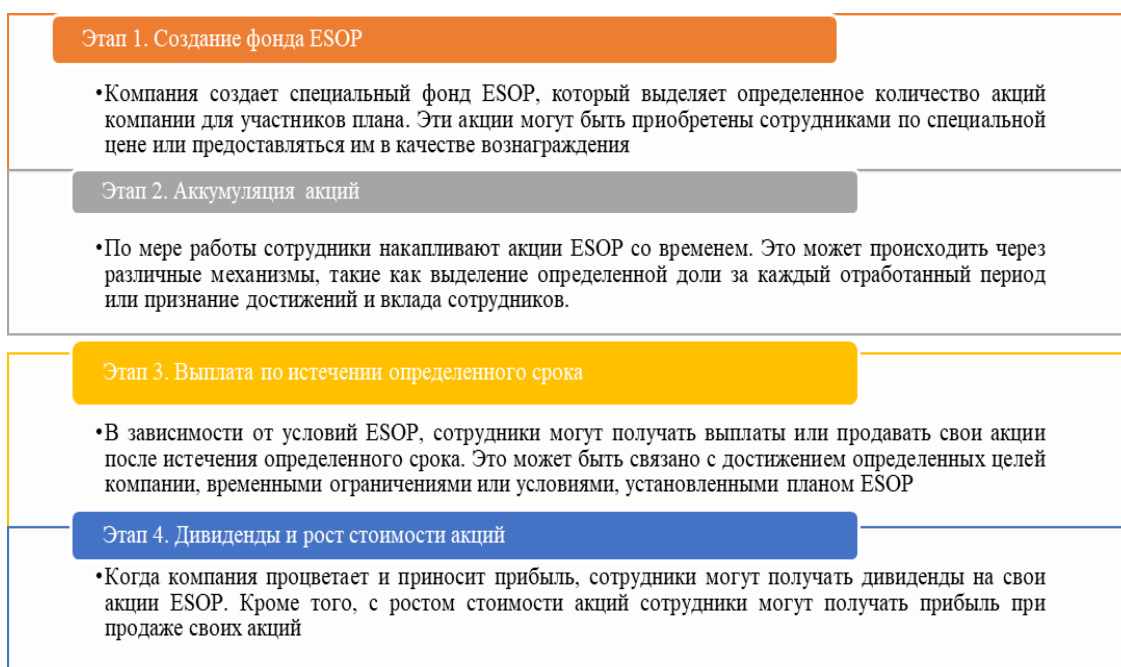 Этап 1. Создание фонда ESOP
•Компания создает специальный фонд ESOP, который выделяет определенное количество акций
компании для участников плана. Эти акции могут быть приобретены сотрудниками по специальной
цене или предоставляться им в качестве вознаграждения
Этап 2. Аккумуляция акций
•По мере работы сотрудники накапливают акции ESOP со временем. Это может происходить через
различные механизмы, такие как выделение определенной доли за каждый отработанный период
или признание достижений и вклада сотрудников.
Этап 3. Выплата по истечении определенного срока
•В зависимости от условий ESOP, сотрудники могут получать выплаты или продавать свои акции
после истечения определенного срока. Это может быть связано с достижением определенных целей
компании, временными ограничениями или условиями, установленными планом ESOP
Этап 4. Дивиденды и рост стоимости акций
•Когда компания процветает и приносит прибыль, сотрудники могут получать дивиденды на свои
акции ESOP. Кроме того, с ростом стоимости акций сотрудники могут получать прибыль при
продаже своих акций